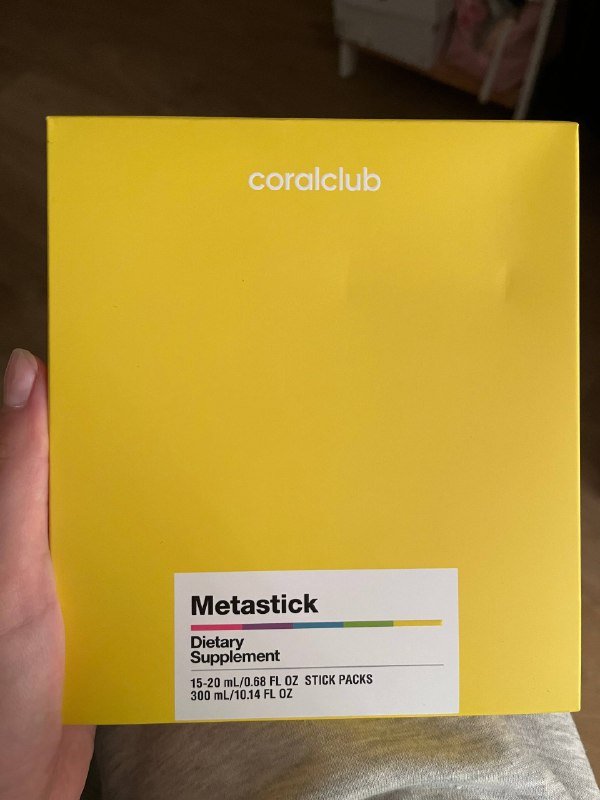 coralclub
Metastick
Dietary
Supplement
15-20 mL/0.68 FL OZ STICK PACKS
300 mL/10.14 FL OZ